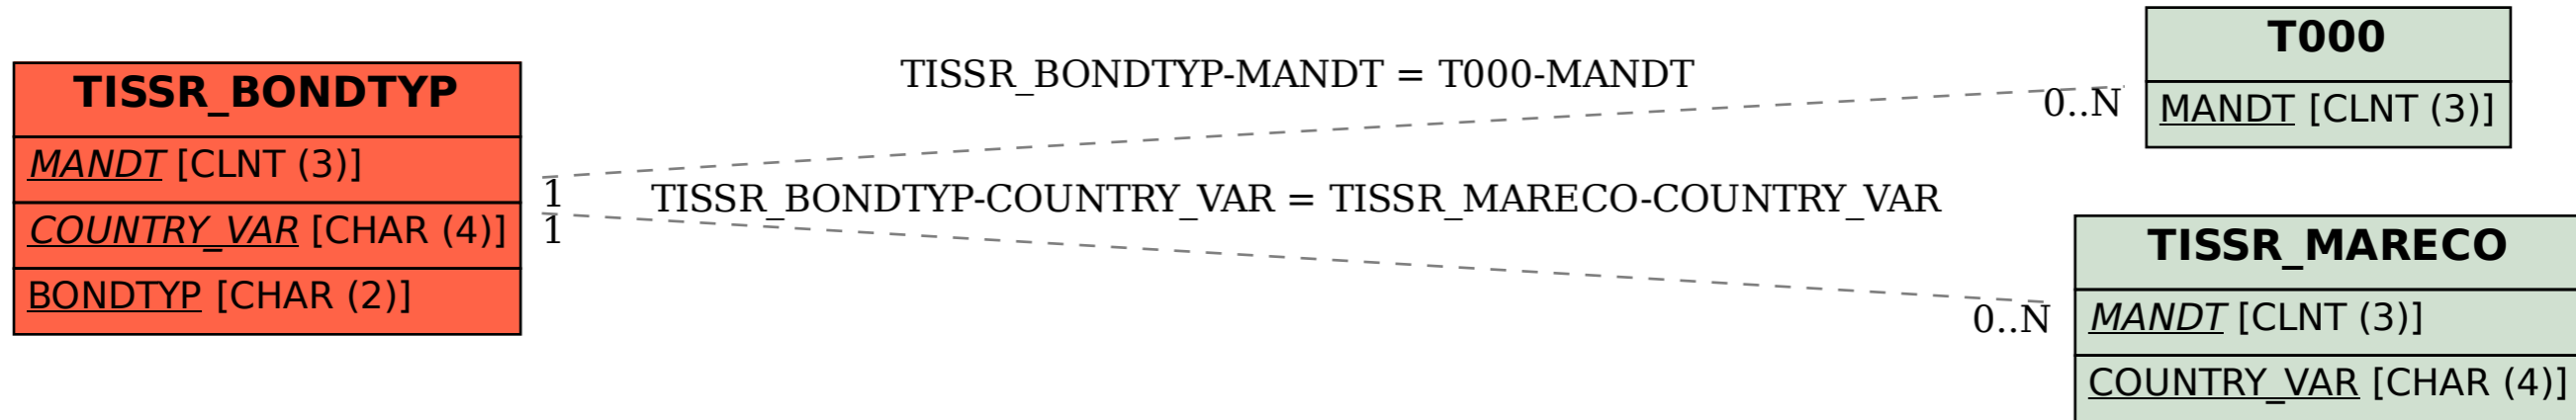 TISSR_BONDTYP
MANDT [CLNT (3)]
COUNTRY_VAR [CHAR (4)]
BONDTYP [CHAR (2)]
TISSR_BONDTYP-MANDT = T000-MANDT
1
0..N
TISSR_BONDTYP-COUNTRY_VAR = TISSR_MARECO-COUNTRY_VAR
1
0..N
T000
MANDT [CLNT (3)]
TISSR_MARECO
MANDT [CLNT (3)]
COUNTRY_VAR [CHAR (4)]